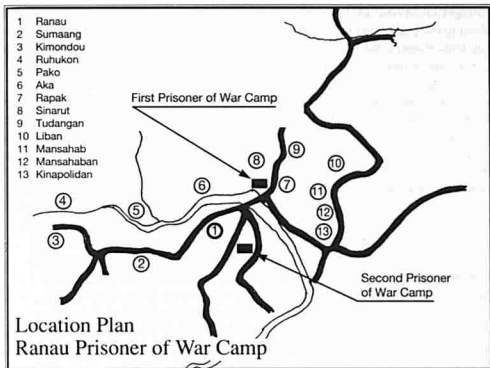 1 Ranau
2 Sumaang
3 Kimondou
4 Ruhukon
5 Pako
6 Aka
7 Rapak
8 Sinarut
9 Tudangan
10 Liban
11 Mansahab
12 Mansahaban
13 Kinapolidan
First Prisoner of War Camp
8
9
10
7
6
11
4
5
12
13
3
1
2
Second Prisoner
of War Camp
Location Plan
Ranau Prisoner of War Camp